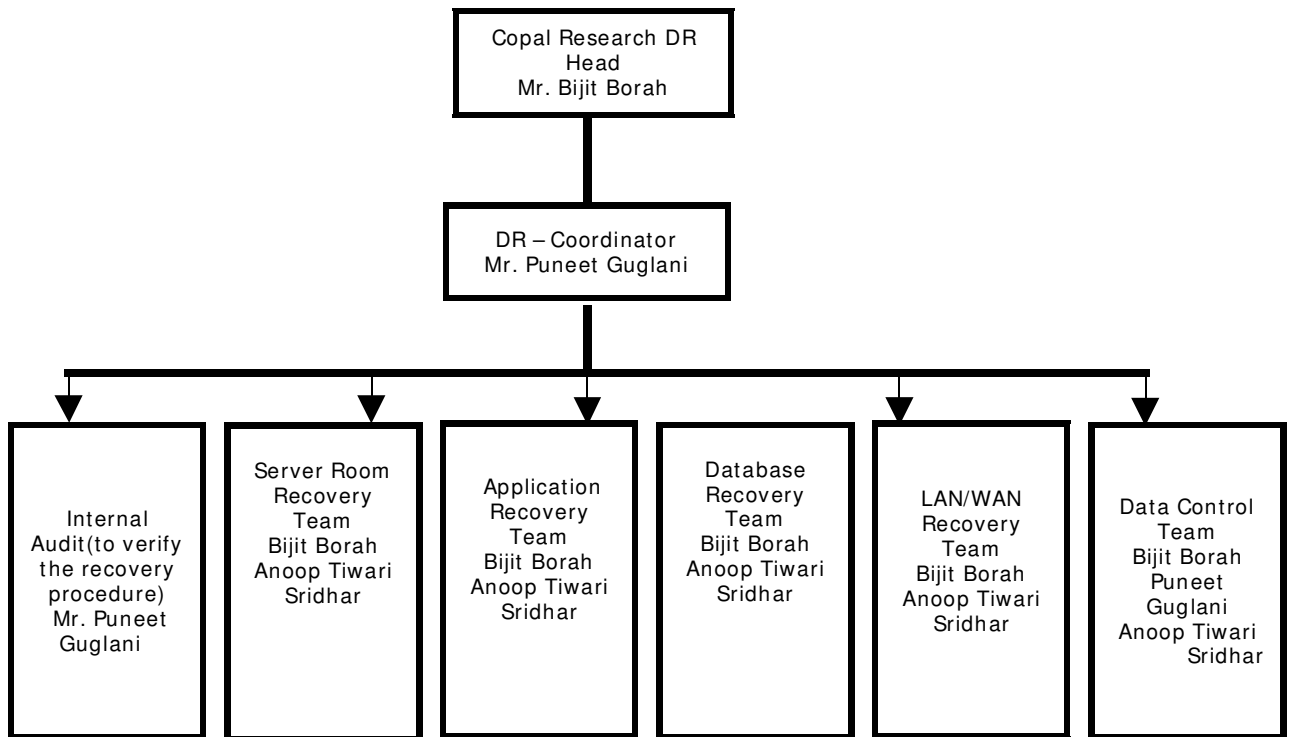 Copal Research DR
Head
Mr. Bijit Borah
DR – Coordinator
Mr. Puneet Guglani
Internal
Audit(to verify
the recovery
procedure)
Mr. Puneet
Guglani
Server Room
Recovery
Team
Bijit Borah
Anoop Tiwari
Sridhar
Application
Recovery
Team
Bijit Borah
Anoop Tiwari
Sridhar
Database
Recovery
Team
Bijit Borah
Anoop Tiwari
Sridhar
LAN/WAN
Recovery
Team
Bijit Borah
Anoop Tiwari
Sridhar
Data Control
Team
Bijit Borah
Puneet
Guglani
Anoop Tiwari
Sridhar